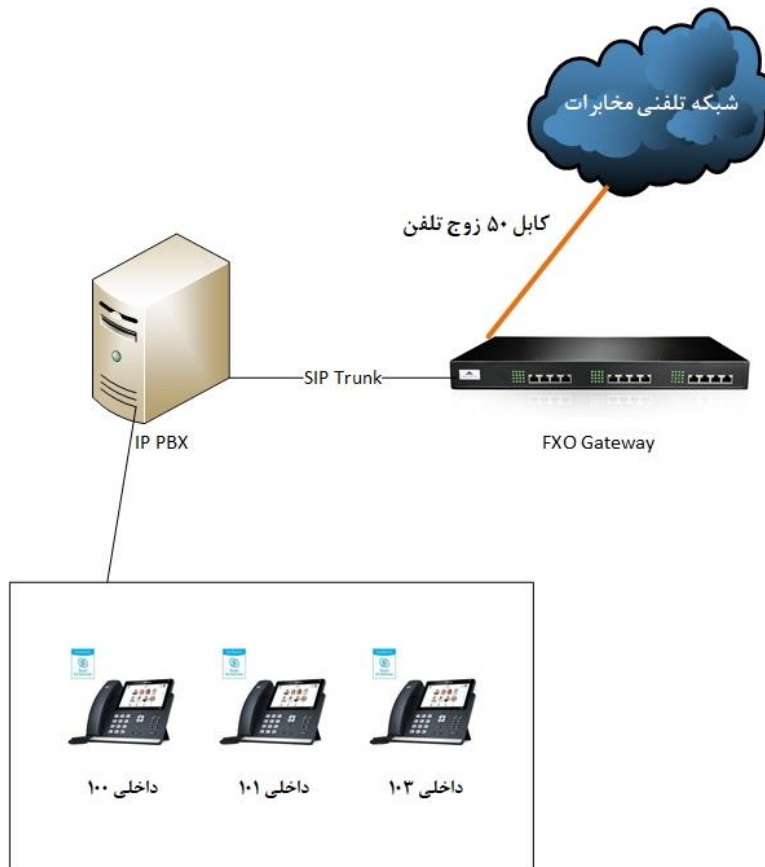 شبکه تلفنی مخابرات
کابل ۵۰ زوج تلفن
SIP Trunk
IP PBX
FXO Gateway
داخلی ۱۰۰
داخلی ۱۰۱
داخلی ۱۰۳